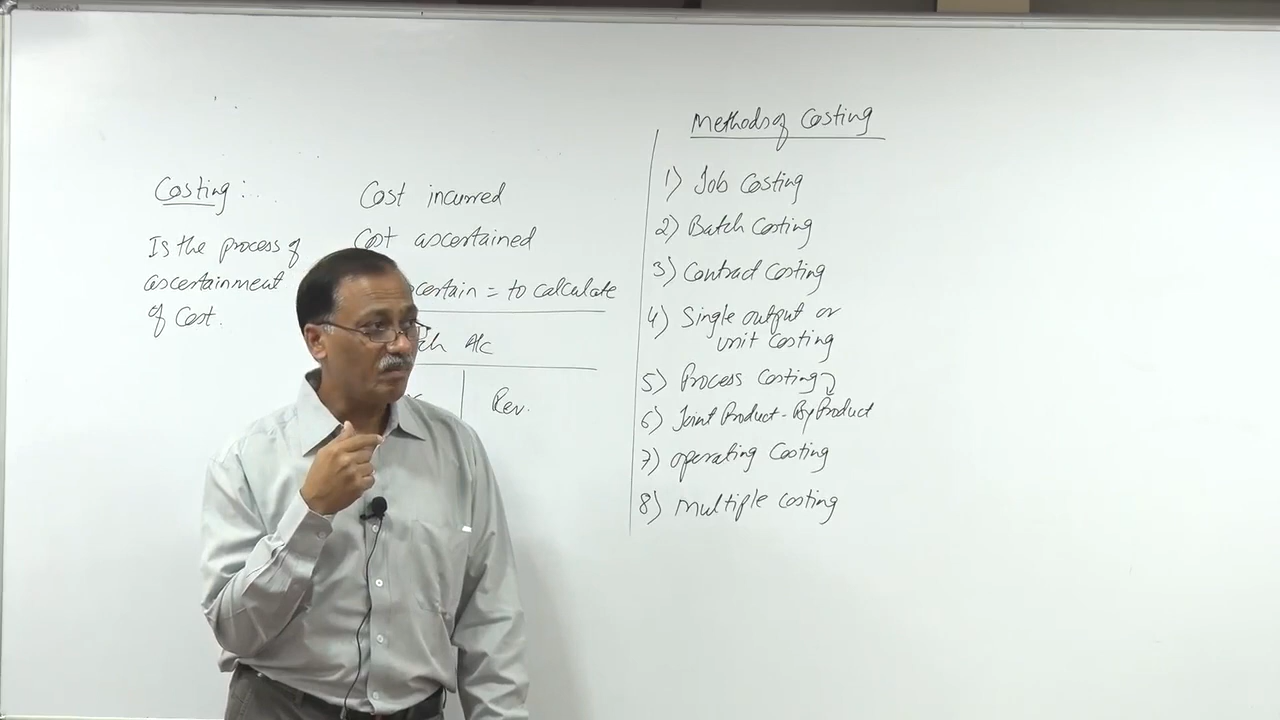 Costing :..
Is the process of
ascertainment
of Cost.
Cost incurred
Cost ascertained
certain = to calculate
A/c
Rev.
Methods of Costing
1) Job Costing
2) Batch Costing
3) Contract Costing
4) Single output or
unit Costing
5) Process Costing
6) Joint Product - By Product
7) Operating Costing
8) Multiple Costing